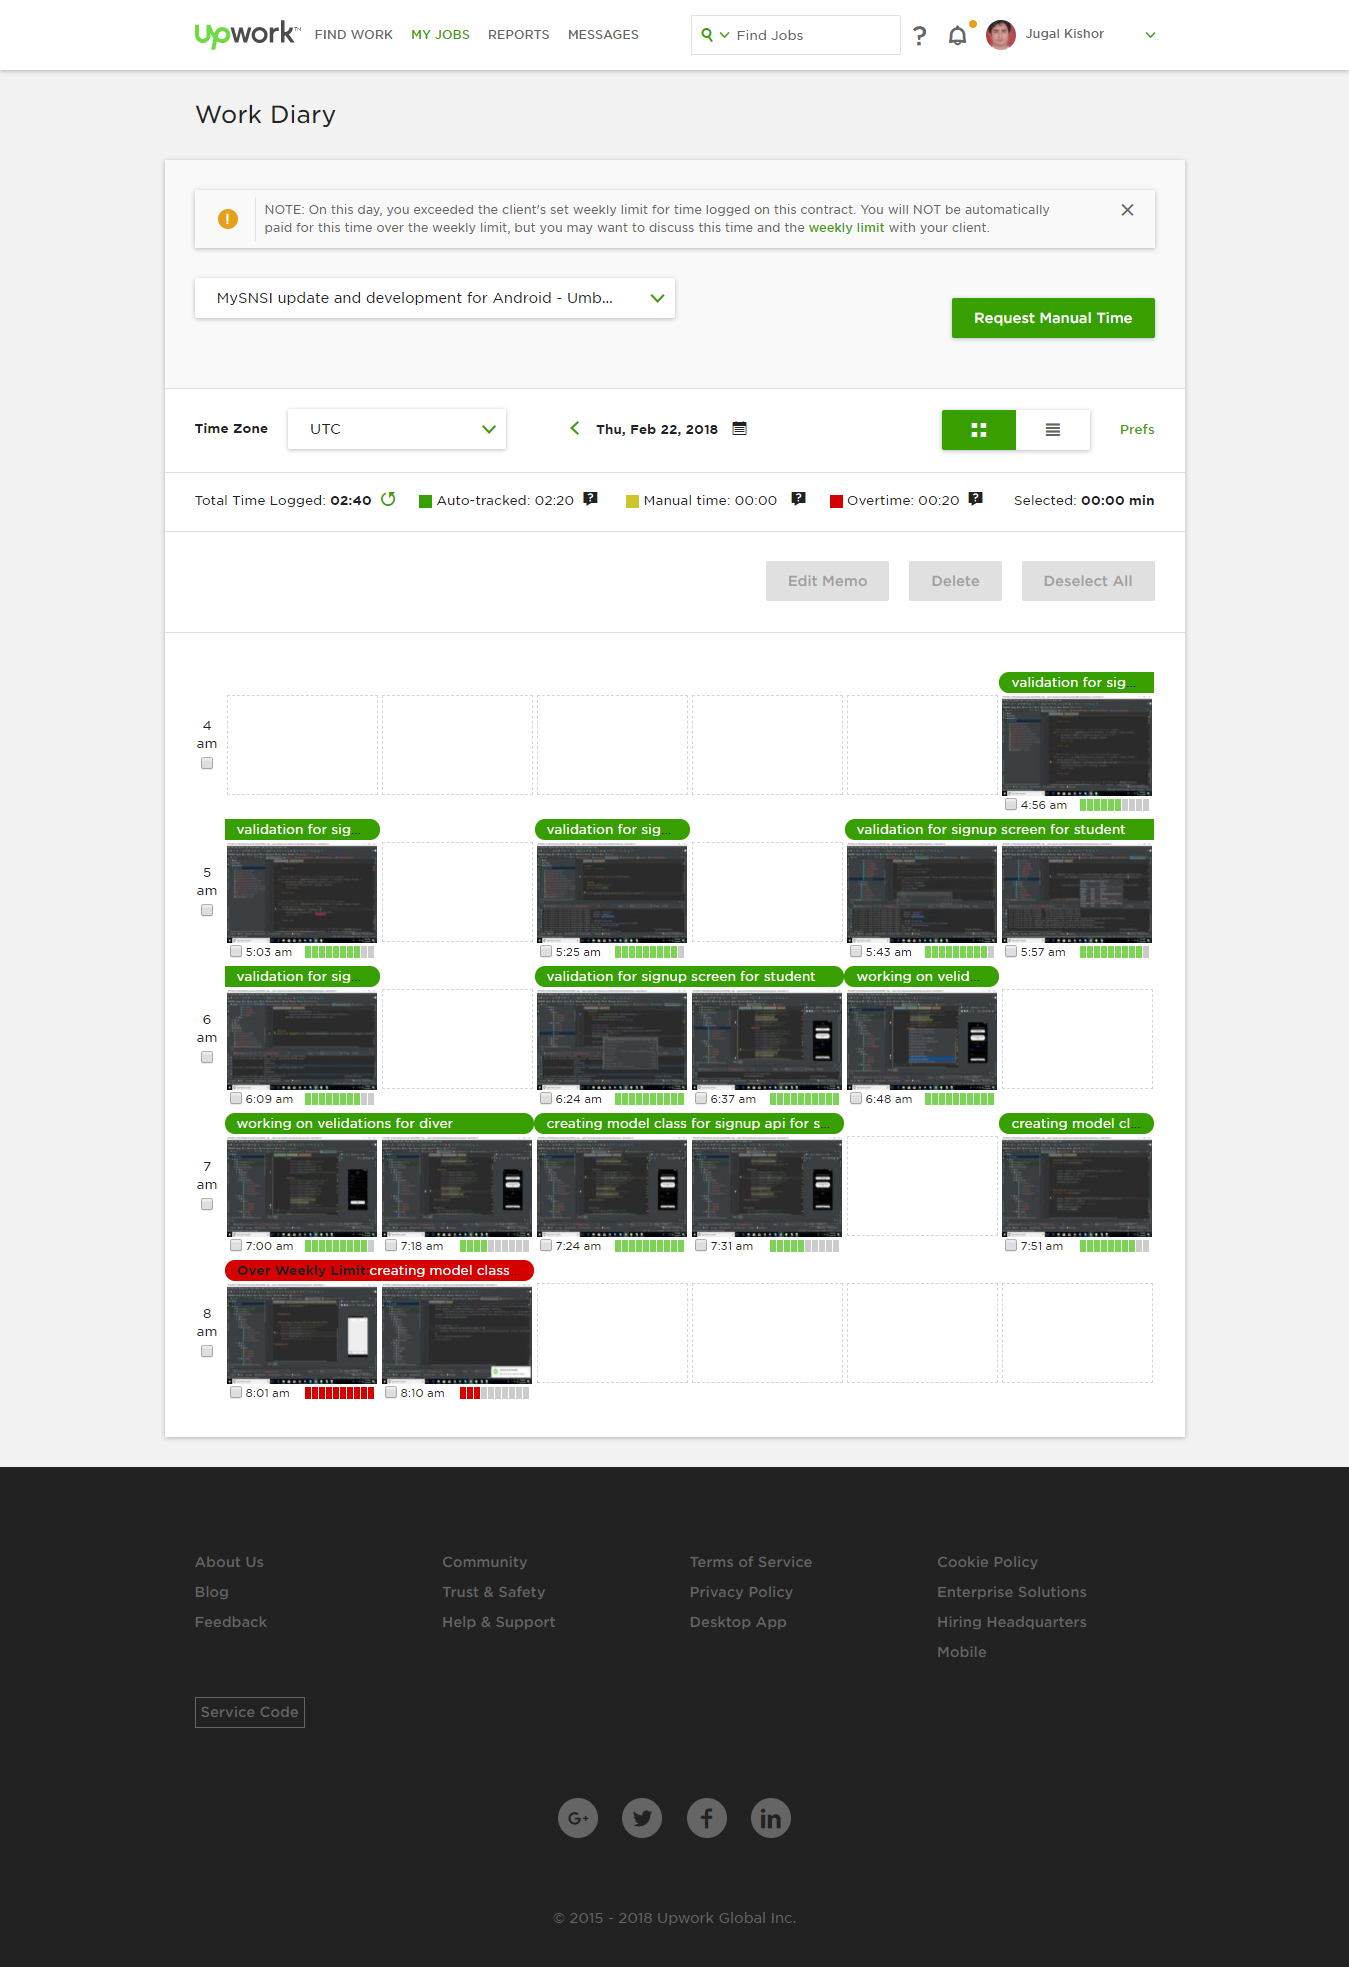 upwork™ FIND WORK MY JOBS REPORTS MESSAGES Find Jobs ? Jugal Kishor
Work Diary
NOTE: On this day, you exceeded the client's set weekly limit for time logged on this contract. You will NOT be automatically
paid for this time over the weekly limit, but you may want to discuss this time and the weekly limit with your client.
MySNSI update and development for Android - Umb...
Request Manual Time
Time Zone UTC Thu, Feb 22, 2018 Prefs
Total Time Logged: 02:40 Auto-tracked: 02:20 ? Manual time: 00:00 ? Overtime: 00:20 ? Selected: 00:00 min
Edit Memo Delete Deselect All
validation for sig...
4 am
4:56 am
validation for sig... validation for sig... validation for signup screen for student
5 am
5:03 am 5:25 am 5:43 am 5:57 am
validation for sig... validation for signup screen for student working on velid...
6 am
6:09 am 6:24 am 6:37 am 6:48 am
working on velidations for diver creating model class for signup api for s... creating model cl...
7 am
7:00 am 7:18 am 7:24 am 7:31 am 7:51 am
Over Weekly Limit creating model class...
8 am
8:01 am 8:10 am
About Us Community Terms of Service Cookie Policy
Blog Trust & Safety Privacy Policy Enterprise Solutions
Feedback Help & Support Desktop App Hiring Headquarters
Mobile
Service Code
G+ f in
© 2015 - 2018 Upwork Global Inc.